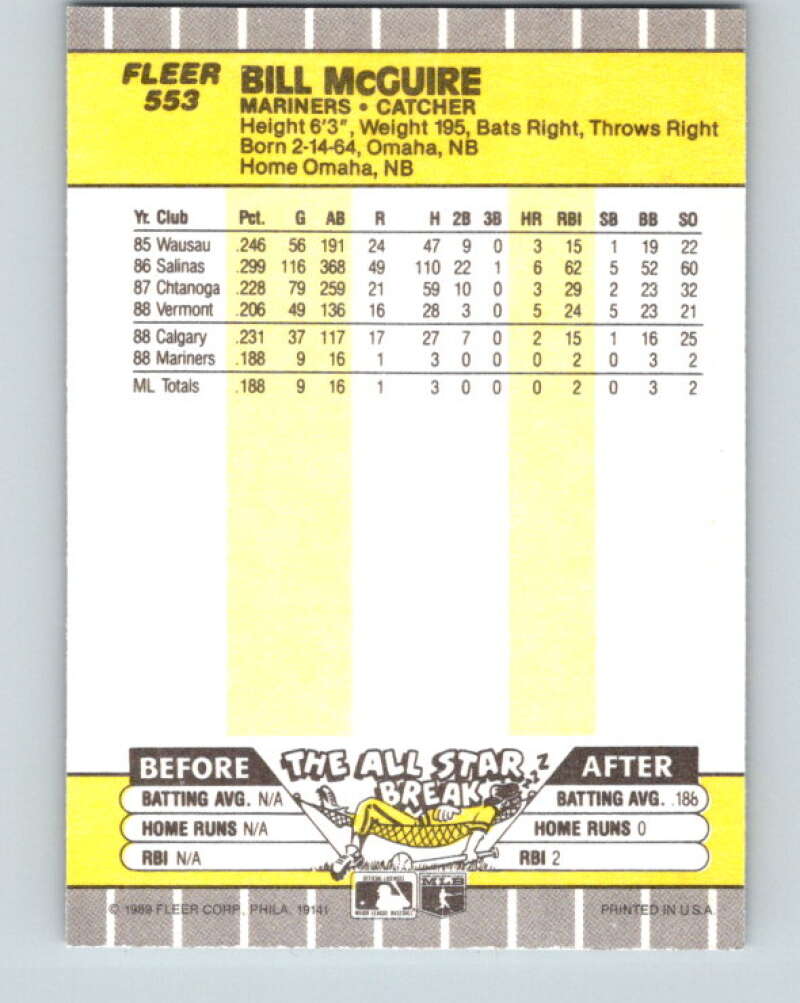 FLEER
553
BILL McGUIRE
MARINERS • CATCHER
Height 6'3", Weight 195, Bats Right, Throws Right
Born 2-14-64, Omaha, NB
Home Omaha, NB
Yr. Club Pct. G AB R H 2B 3B HR RBI SB BB SO
85 Wausau .246 56 191 24 47 9 0 3 15 1 19 22
86 Salinas .299 116 368 49 110 22 1 6 62 5 52 60
87 Chtanoga .228 79 259 21 59 10 0 3 29 2 23 32
88 Vermont .206 49 136 16 28 3 0 5 24 5 23 21
88 Calgary .231 37 117 17 27 7 0 2 15 1 16 25
88 Mariners .188 9 16 1 3 0 0 0 2 0 3 2
ML Totals .188 9 16 1 3 0 0 0 2 0 3 2
BEFORE THE ALL STAR BREAK ZZZ AFTER
BATTING AVG. N/A BATTING AVG. .188
HOME RUNS N/A HOME RUNS 0
RBI N/A RBI 2
OFFICIAL LICENSEE
MAJOR LEAGUE BASEBALL
MLB
© 1989 FLEER CORP., PHILA. 19141 PRINTED IN U.S.A.